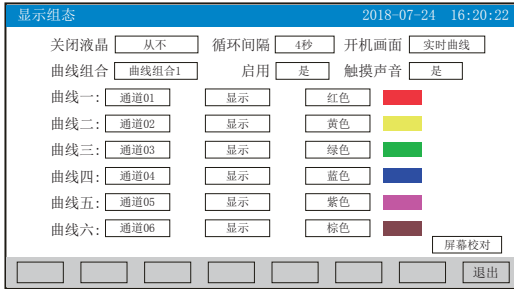 显示组态 2018-07-24 16:20:22
关闭液晶 从不 循环间隔 4秒 开机画面 实时曲线
曲线组合 曲线组合1 启用 是 触摸声音 是
曲线一: 通道01 显示 红色
曲线二: 通道02 显示 黄色
曲线三: 通道03 显示 绿色
曲线四: 通道04 显示 蓝色
曲线五: 通道05 显示 紫色
曲线六: 通道06 显示 棕色
屏幕校对
退出